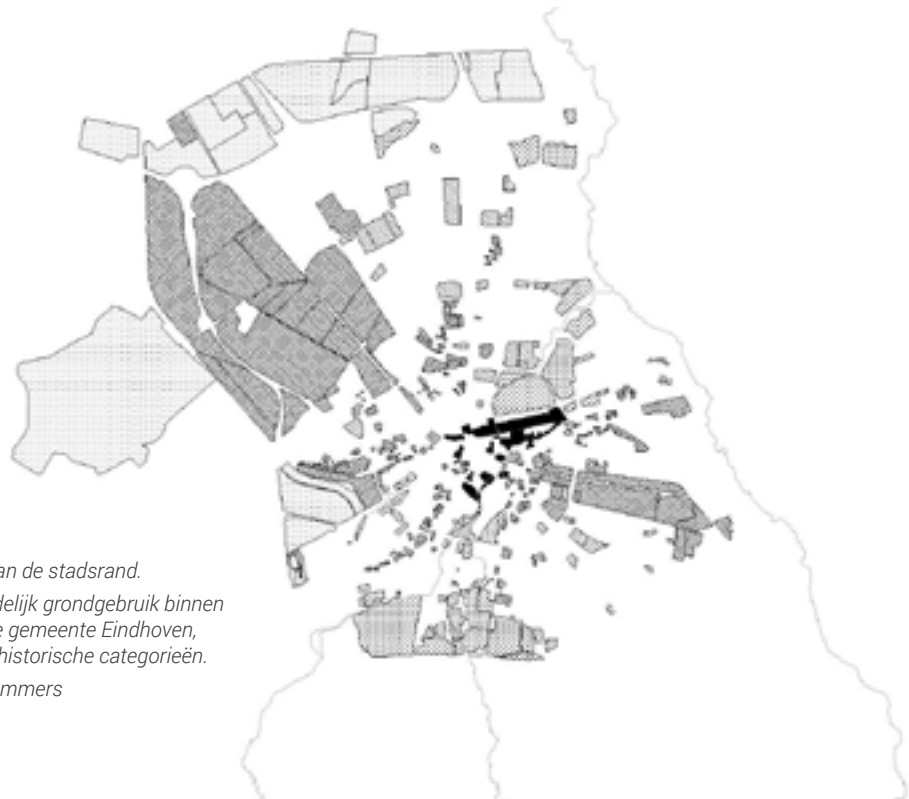 an de stadsrand.
delijk grondgebruik binnen
e gemeente Eindhoven,
historische categorieën.
mmers